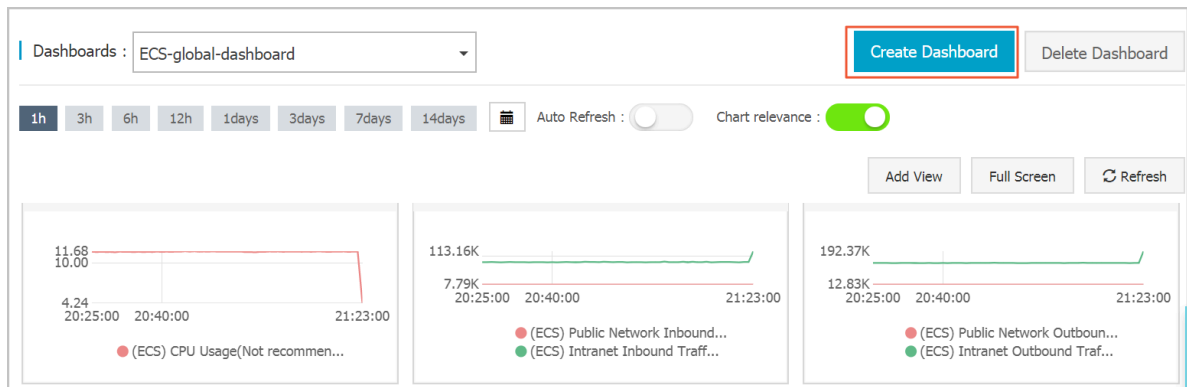 Dashboards : ECS-global-dashboard Create Dashboard Delete Dashboard
1h 3h 6h 12h 1days 3days 7days 14days Auto Refresh : Chart relevance :
Add View Full Screen Refresh
11.68
10.00
4.24
20:25:00 20:40:00 21:23:00
(ECS) CPU Usage(Not recommen...
113.16K
7.79K
20:25:00 20:40:00 21:23:00
(ECS) Public Network Inbound...
(ECS) Intranet Inbound Traff...
192.37K
12.83K
20:25:00 20:40:00 21:23:00
(ECS) Public Network Outboun...
(ECS) Intranet Outbound Traf...